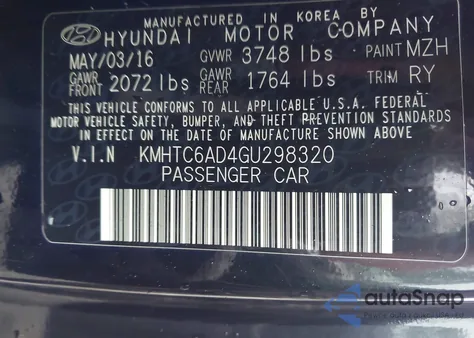 MANUFACTURED IN KOREA BY
HYUNDAI MOTOR COMPANY
MAY/03/16 GVWR 3748 lbs PAINT MZH
GAWR FRONT 2072 lbs GAWR REAR 1764 lbs TRIM RY
THIS VEHICLE CONFORMS TO ALL APPLICABLE U.S.A. FEDERAL
MOTOR VEHICLE SAFETY, BUMPER, AND THEFT PREVENTION STANDARDS
IN EFFECT ON THE DATE OF MANUFACTURE SHOWN ABOVE.
V.I.N KMHTC6AD4GU298320
PASSENGER CAR
autoSnap